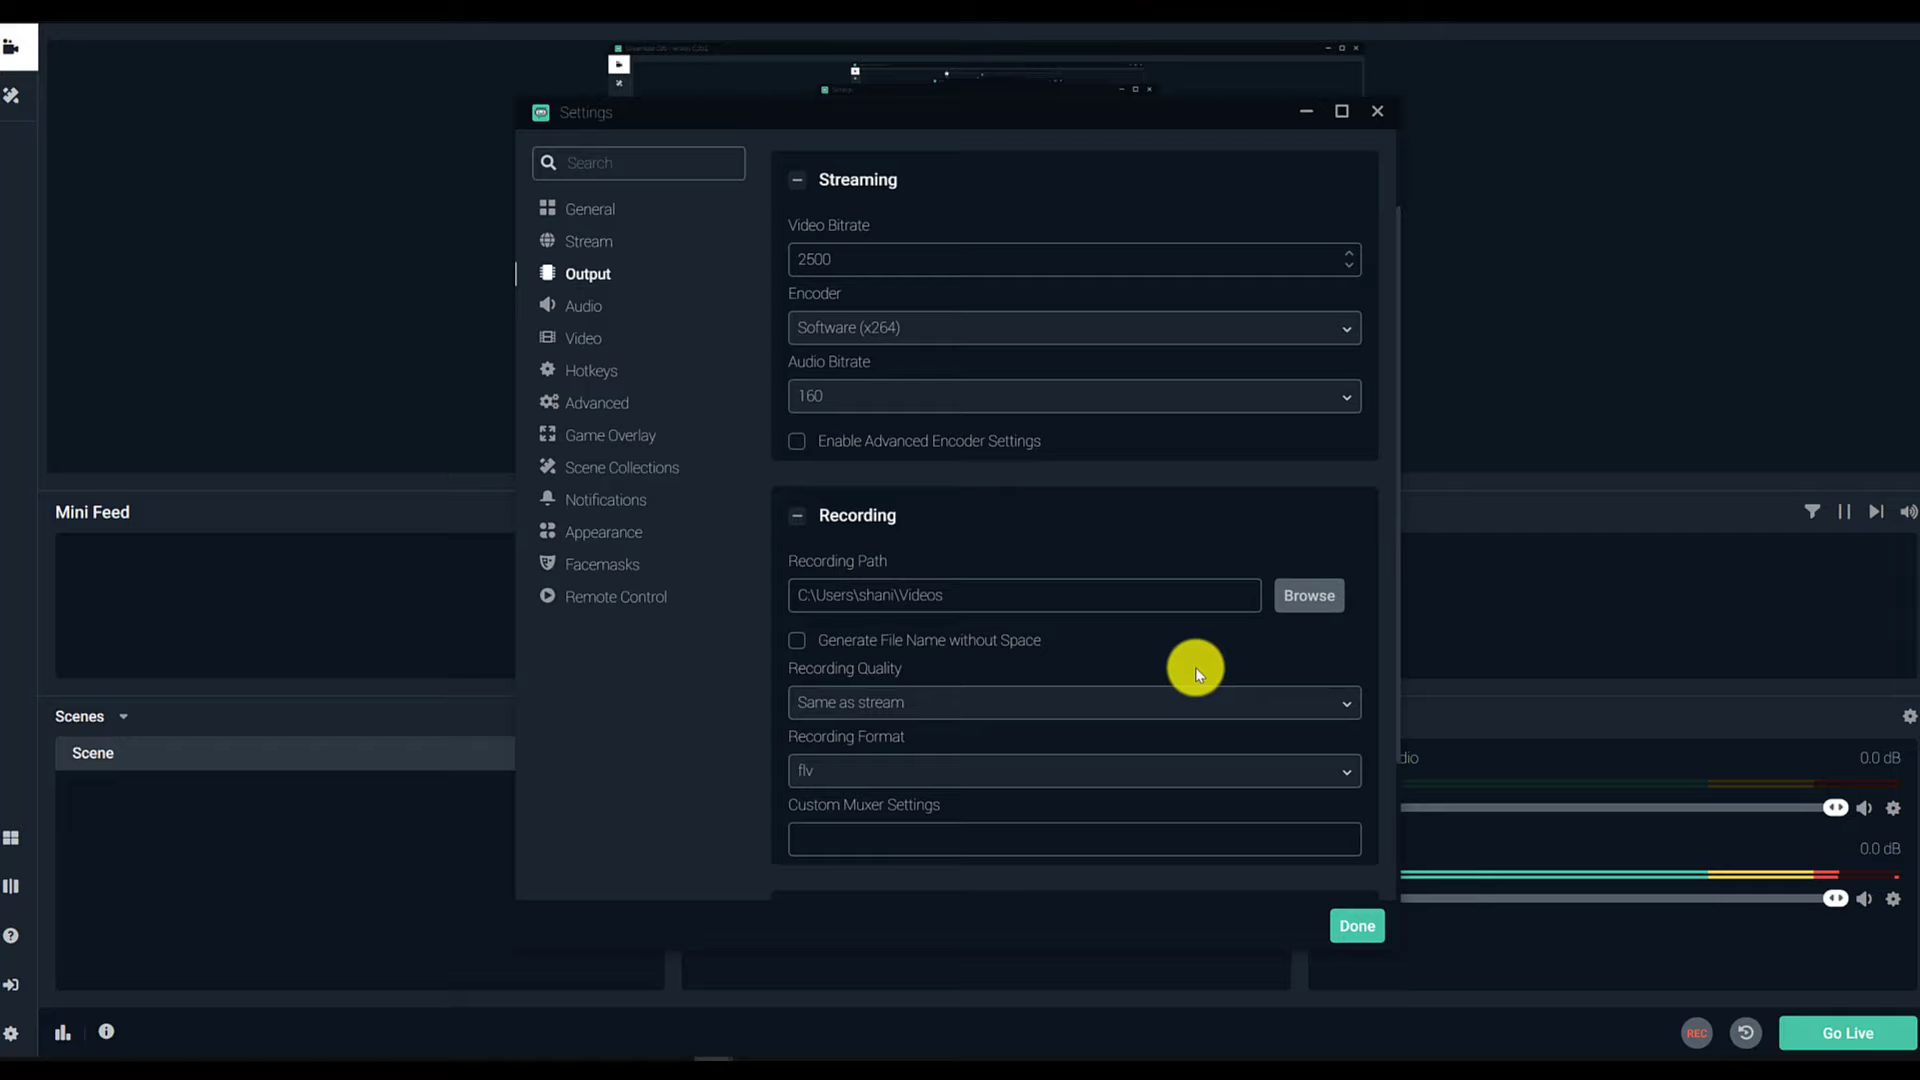 Settings
Search
General
Stream
Output
Audio
Video
Hotkeys
Advanced
Game Overlay
Scene Collections
Notifications
Appearance
Facemasks
Remote Control
Streaming
Video Bitrate
2500
Encoder
Software (x264)
Audio Bitrate
160
Enable Advanced Encoder Settings
Recording
Recording Path
C:\Users\shani\Videos
Browse
Generate File Name without Space
Recording Quality
Same as stream
Recording Format
flv
Custom Muxer Settings
Done
Mini Feed
Scenes
Scene
dio
0.0 dB
0.0 dB
REC
Go Live